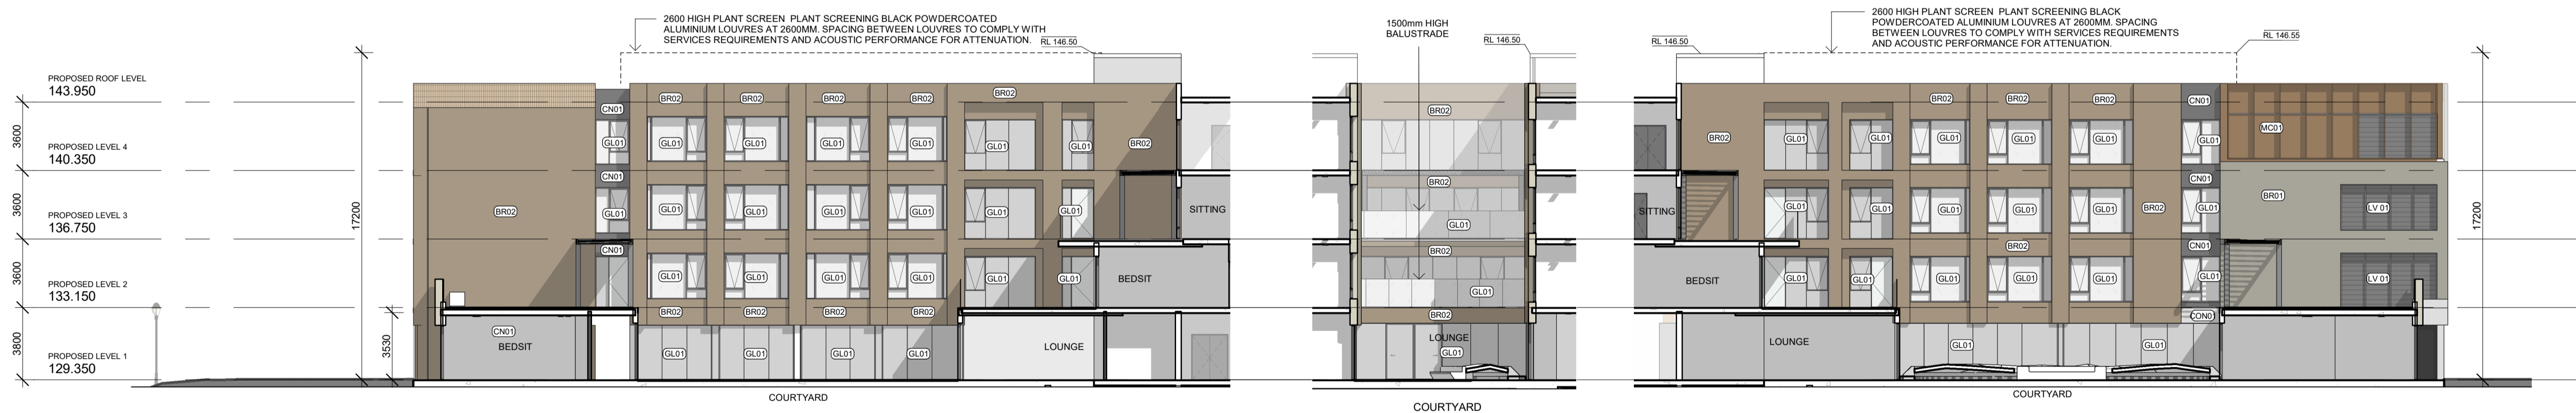 2600 HIGH PLANT SCREEN PLANT SCREENING BLACK POWDERCOATED
ALUMINIUM LOUVRES AT 2600MM. SPACING BETWEEN LOUVRES TO COMPLY WITH
SERVICES REQUIREMENTS AND ACOUSTIC PERFORMANCE FOR ATTENUATION.
RL 146.50
PROPOSED ROOF LEVEL
143.950
PROPOSED LEVEL 4
140.350
PROPOSED LEVEL 3
136.750
PROPOSED LEVEL 2
133.150
PROPOSED LEVEL 1
129.350
3600
3600
3600
3800
17200
3530
BR02
BR02
BR02
BR02
BR02
CN01
GL01
GL01
GL01
GL01
GL01
GL01
GL01
BR02
CN01
BR02
GL01
GL01
GL01
GL01
GL01
GL01
GL01
SITTING
CN01
GL01
GL01
GL01
GL01
GL01
GL01
BEDSIT
BR02
BR02
BR02
BR02
CN01
BEDSIT
GL01
GL01
GL01
GL01
LOUNGE
COURTYARD
1500mm HIGH
BALUSTRADE
RL 146.50
BR02
BR02
GL01
BR02
GL01
BR02
LOUNGE
GL01
COURTYARD
2600 HIGH PLANT SCREEN PLANT SCREENING BLACK
POWDERCOATED ALUMINIUM LOUVRES AT 2600MM. SPACING
BETWEEN LOUVRES TO COMPLY WITH SERVICES REQUIREMENTS
AND ACOUSTIC PERFORMANCE FOR ATTENUATION.
RL 146.50
RL 146.55
BR02
BR02
BR02
CN01
BR02
GL01
GL01
GL01
GL01
GL01
GL01
MC01
CN01
SITTING
GL01
GL01
GL01
GL01
GL01
BR02
GL01
BR01
LV 01
BR02
CN01
BEDSIT
GL01
GL01
GL01
GL01
GL01
GL01
LV 01
CON01
LOUNGE
GL01
GL01
17200
COURTYARD